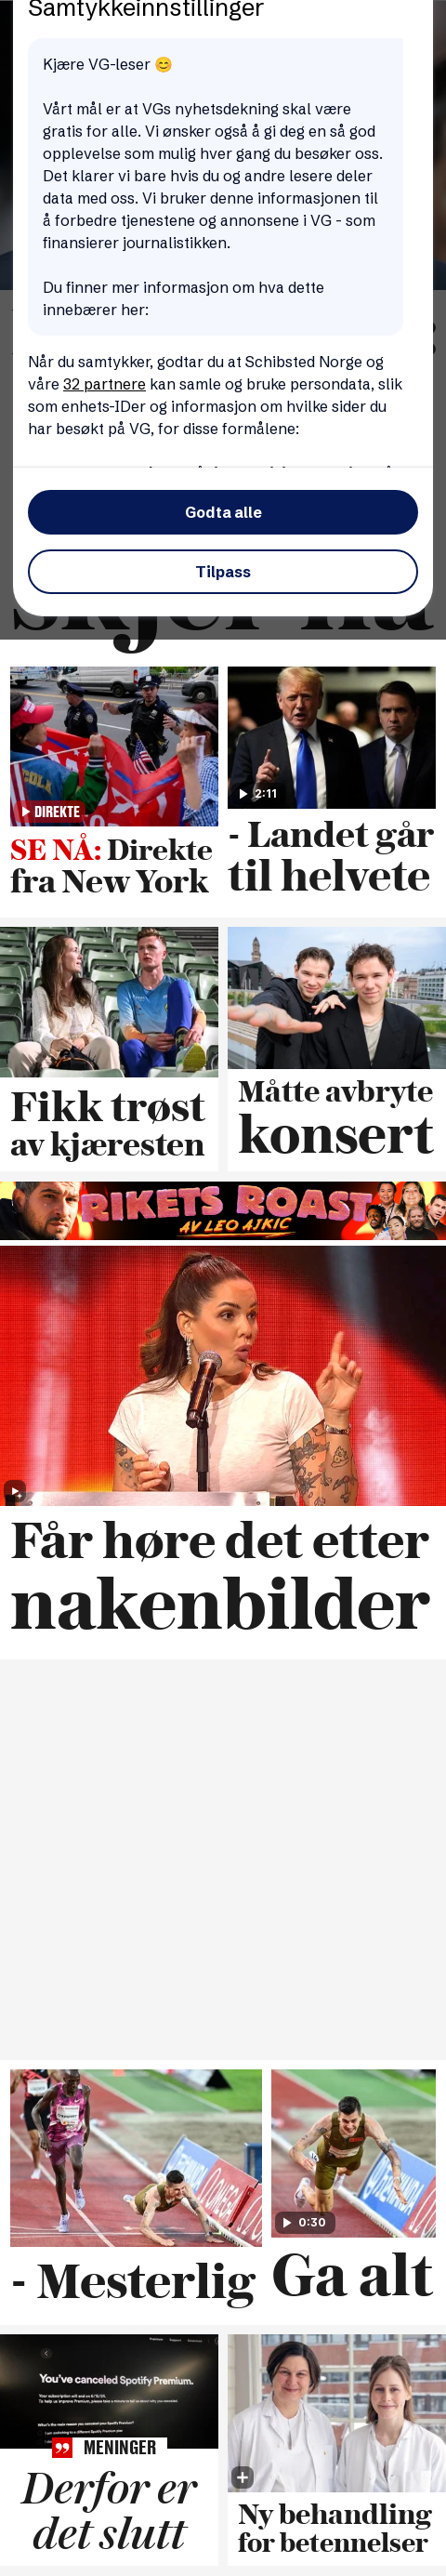 Samtykkeinnstillinger
Kjære VG-leser 😊
Vårt mål er at VGs nyhetsdekning skal være
gratis for alle. Vi ønsker også å gi deg en så god
opplevelse som mulig hver gang du besøker oss.
Det klarer vi bare hvis du og andre lesere deler
data med oss. Vi bruker denne informasjonen til
å forbedre tjenestene og annonsene i VG - som
finansierer journalistikken.
Du finner mer informasjon om hva dette
innebærer her:
Når du samtykker, godtar du at Schibsted Norge og
våre 32 partnere kan samle og bruke persondata, slik
som enhets-IDer og informasjon om hvilke sider du
har besøkt på VG, for disse formålene:
Godta alle
Tilpass
skjer nå
DIREKTE
SE NÅ: Direkte
fra New York
2:11
- Landet går
til helvete
Fikk trøst
av kjæresten
Måtte avbryte
konsert
RIKETS ROAST
AV LEO AJKIC
Får høre det etter
nakenbilder
- Mesterlig
0:30
Ga alt
You've canceled Spotify Premium.
MENINGER
Derfor er
det slutt
Ny behandling
for betennelser